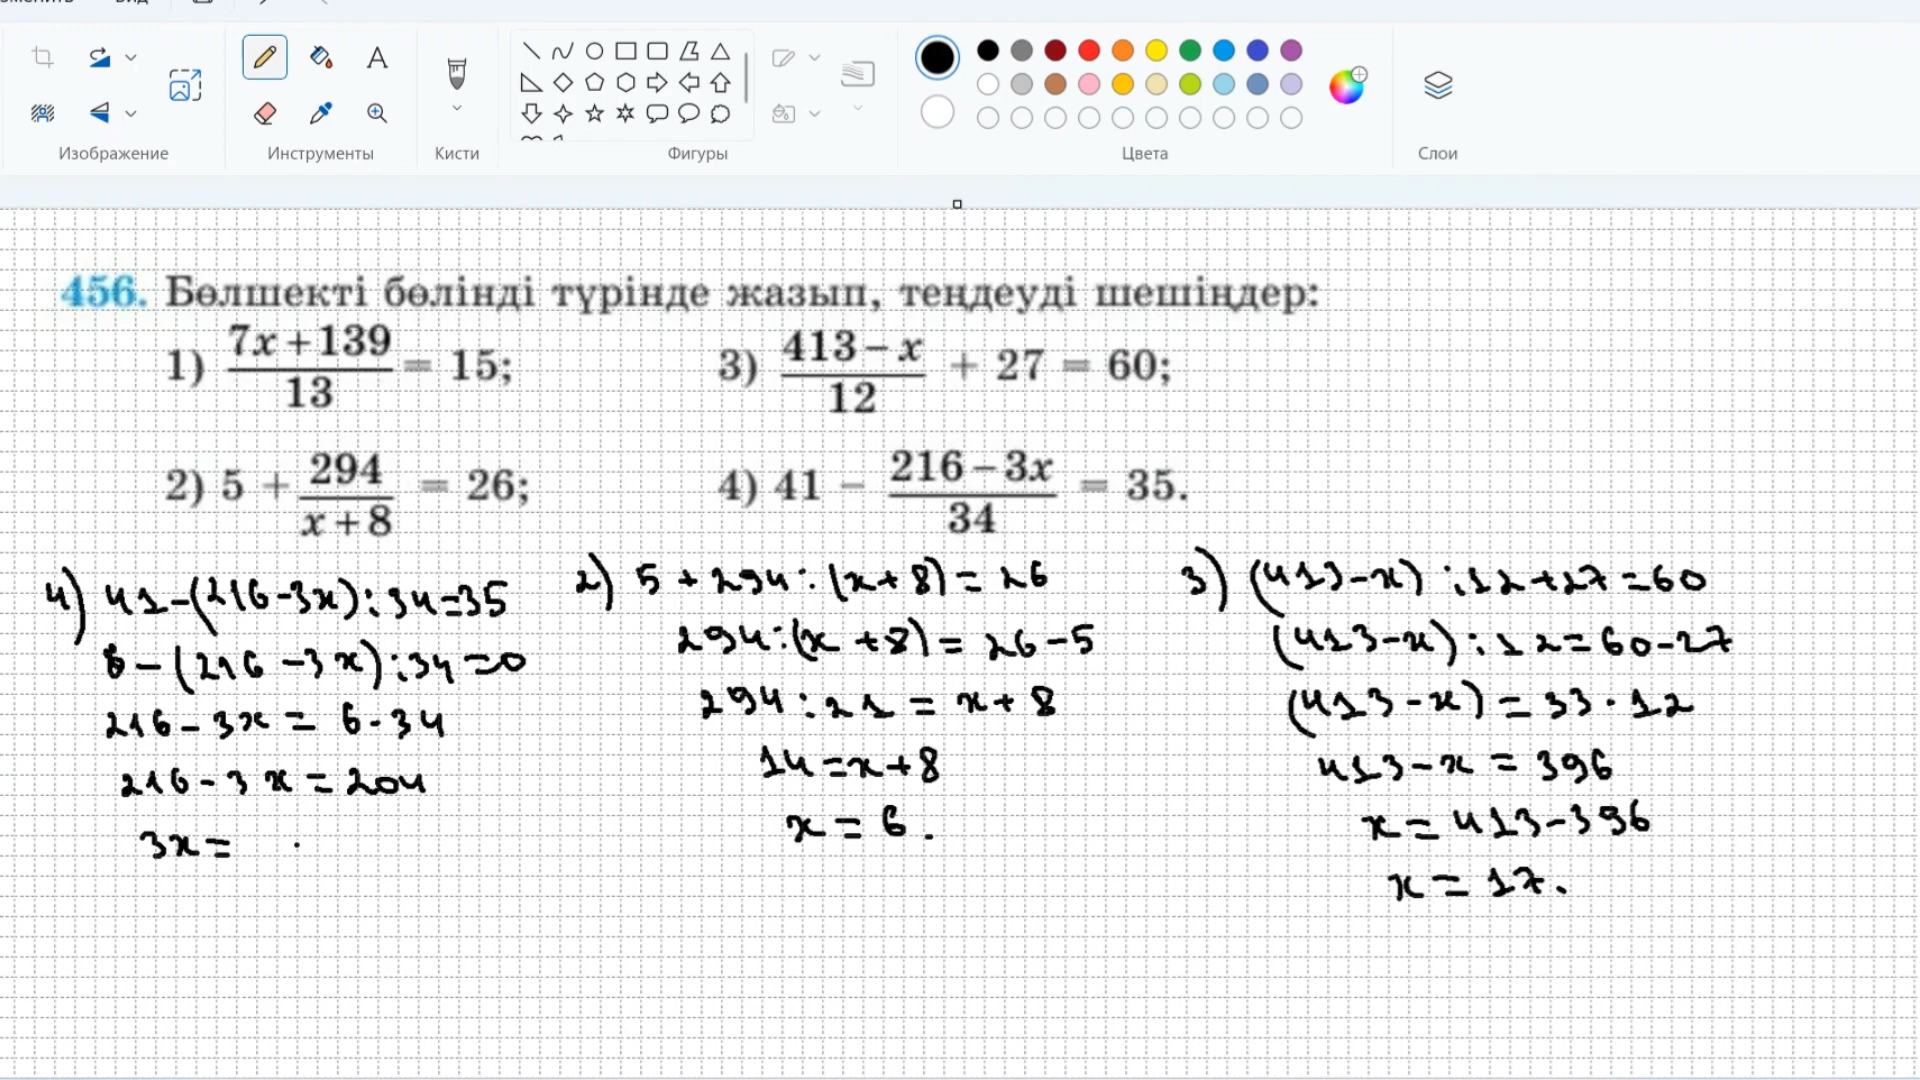 Изображение
Инструменты
Кисти
Фигуры
Цвета
Слои
456. Бөлшекті бөлінді түрінде жазып, теңдеуді шешіңдер:
1) (7x + 139)/13 = 15;
3) (413 − x)/12 + 27 = 60;
2) 5 + 294/(x + 8) = 26;
4) 41 − (216 − 3x)/34 = 35.
4) 41-(216-3x):34=35
6-(216-3x):34=0
216-3x=6·34
216-3x=204
3x=
2) 5+294:(x+8)=26
294:(x+8)=26-5
294:21=x+8
14=x+8
x=6.
3) (413-x):12+27=60
(413-x):12=60-27
(413-x)=33·12
413-x=396
x=413-396
x=17.